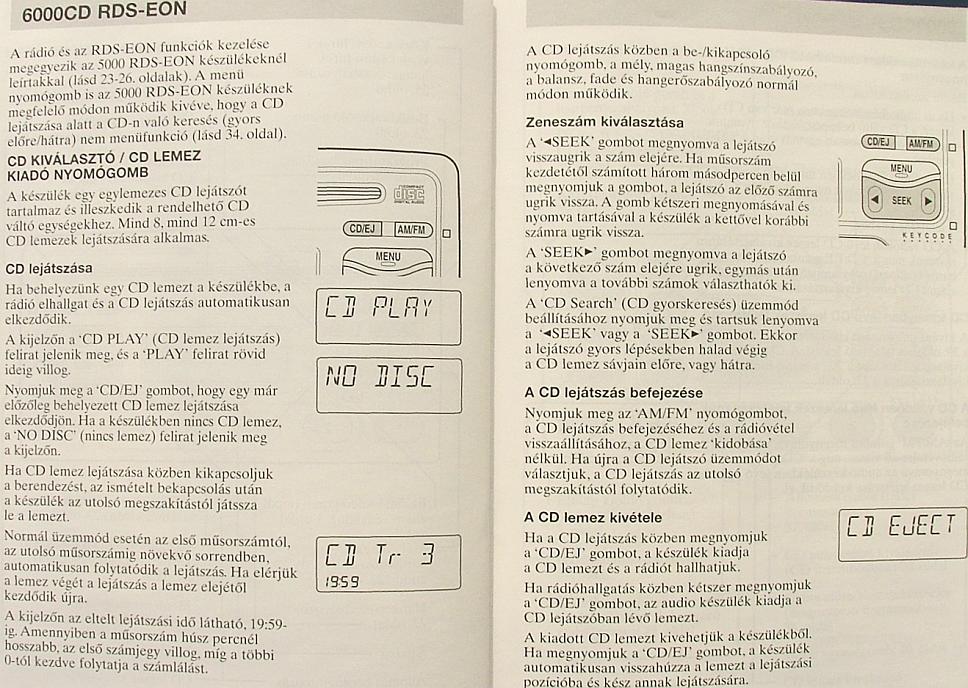 6000CD RDS-EON
A rádió és az RDS-EON funkciók kezelése
megegyezik az 5000 RDS-EON készülékeknél
leírtakkal (lásd 23-26. oldalak). A menü
nyomógomb is az 5000 RDS-EON készüléknek
megfelelő módon működik kivéve, hogy a CD
lejátszása alatt a CD-n való keresés (gyors
előre/hátra) nem menüfunkció (lásd 34. oldal).
CD KIVÁLASZTÓ / CD LEMEZ
KIADÓ NYOMÓGOMB
A készülék egy egylemezes CD lejátszót
tartalmaz és illeszkedik a rendelhető CD
váltó egységekhez. Mind 8, mind 12 cm-es
CD lemezek lejátszására alkalmas.
COMPACT
disc
DIGITAL AUDIO
CD/EJ
AM/FM
MENU
CD lejátszása
Ha behelyezünk egy CD lemezt a készülékbe, a
rádió elhallgat és a CD lejátszás automatikusan
elkezdődik.
A kijelzőn a 'CD PLAY' (CD lemez lejátszás)
felirat jelenik meg, és a 'PLAY' felirat rövid
ideig villog.
CD PLAY
Nyomjuk meg a 'CD/EJ' gombot, hogy egy már
előzőleg behelyezett CD lemez lejátszása
elkezdődjön. Ha a készülékben nincs CD lemez,
a 'NO DISC' (nincs lemez) felirat jelenik meg
a kijelzőn.
NO DISC
Ha CD lemez lejátszása közben kikapcsoljuk
a berendezést, az ismételt bekapcsolás után
a készülék az utolsó megszakítástól játssza
le a lemezt.
Normál üzemmód esetén az első műsorszámtól,
az utolsó műsorszámig növekvő sorrendben,
automatikusan folytatódik a lejátszás. Ha elérjük
a lemez végét a lejátszás a lemez elejétől
kezdődik újra.
CD Tr 3
19:59
A kijelzőn az eltelt lejátszási idő látható, 19:59-
ig. Amennyiben a műsorszám húsz percnél
hosszabb, az első számjegy villog, míg a többi
0-tól kezdve folytatja a számlálást.
A CD lejátszás közben a be-/kikapcsoló
nyomógomb, a mély, magas hangszínszabályozó,
a balansz, fade és hangerőszabályozó normál
módon működik.
Zeneszám kiválasztása
A '◄SEEK' gombot megnyomva a lejátszó
visszaugrik a szám elejére. Ha műsorszám
kezdetétől számított három másodpercen belül
megnyomjuk a gombot, a lejátszó az előző számra
ugrik vissza. A gomb kétszeri megnyomásával és
nyomva tartásával a készülék a kettővel korábbi
számra ugrik vissza.
CD/EJ
AM/FM
MENU
◄ SEEK ►
KEYCODE
A 'SEEK►' gombot megnyomva a lejátszó
a következő szám elejére ugrik, egymás után
lenyomva a további számok választhatók ki.
A 'CD Search' (CD gyorskeresés) üzemmód
beállításához nyomjuk meg és tartsuk lenyomva
a '◄SEEK' vagy a 'SEEK►' gombot. Ekkor
a lejátszó gyors lépésekben halad végig
a CD lemez sávjain előre, vagy hátra.
A CD lejátszás befejezése
Nyomjuk meg az 'AM/FM' nyomógombot,
a CD lejátszás befejezéséhez és a rádióvétel
visszaállításához, a CD lemez 'kidobása'
nélkül. Ha újra a CD lejátszó üzemmódot
választjuk, a CD lejátszás az utolsó
megszakítástól folytatódik.
A CD lemez kivétele
Ha a CD lejátszás közben megnyomjuk
a 'CD/EJ' gombot, a készülék kiadja
a CD lemezt és a rádiót hallhatjuk.
CD EJECT
Ha rádióhallgatás közben kétszer megnyomjuk
a 'CD/EJ' gombot, az audio készülék kiadja a
CD lejátszóban lévő lemezt.
A kiadott CD lemezt kivehetjük a készülékből.
Ha megnyomjuk a 'CD/EJ' gombot, a készülék
automatikusan visszahúzza a lemezt a lejátszási
pozícióba és kész annak lejátszására.